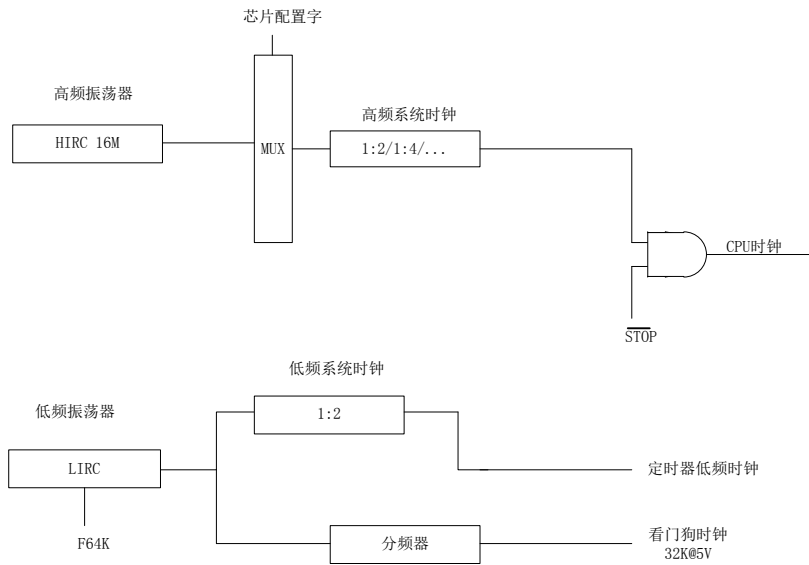 芯片配置字
高频振荡器
高频系统时钟
HIRC 16M
MUX
1:2/1:4/...
CPU时钟
STOP
低频系统时钟
低频振荡器
1:2
LIRC
定时器低频时钟
F64K
分频器
看门狗时钟
32K@5V